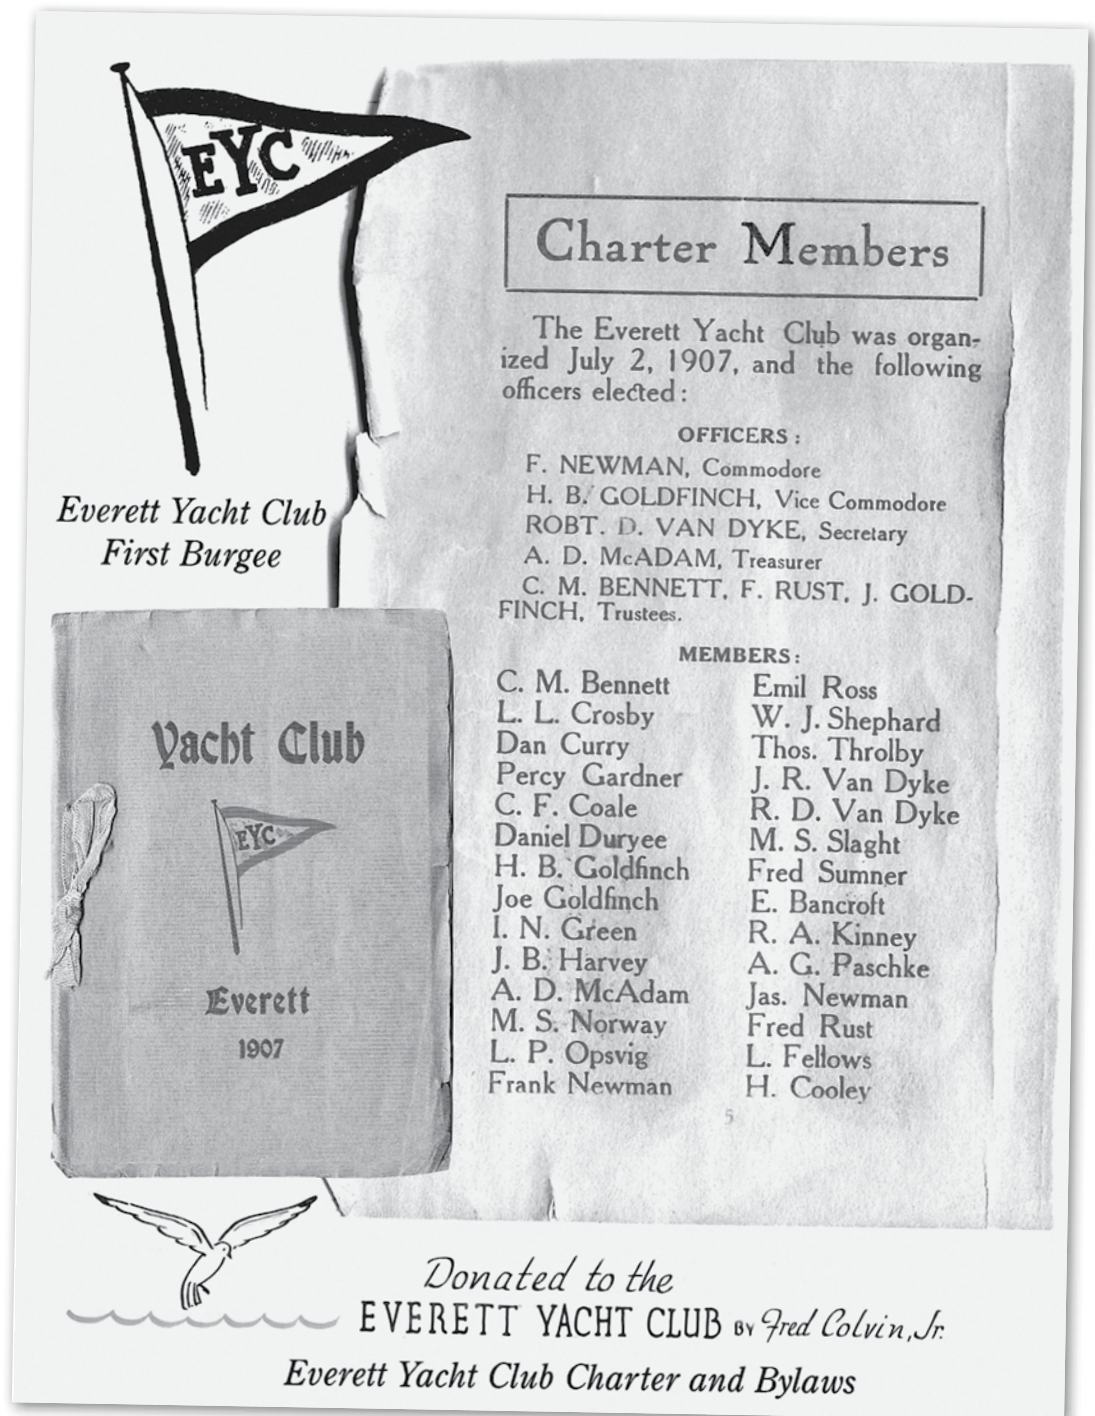 EYC
Charter Members
The Everett Yacht Club was organ-
ized July 2, 1907, and the following
officers elected:
OFFICERS:
F. NEWMAN, Commodore
H. B. GOLDFINCH, Vice Commodore
ROBT. D. VAN DYKE, Secretary
A. D. McADAM, Treasurer
C. M. BENNETT, F. RUST, J. GOLD-
FINCH, Trustees.
MEMBERS:
C. M. Bennett
L. L. Crosby
Dan Curry
Percy Gardner
C. F. Coale
Daniel Duryee
H. B. Goldfinch
Joe Goldfinch
I. N. Green
J. B. Harvey
A. D. McAdam
M. S. Norway
L. P. Opsvig
Frank Newman
Emil Ross
W. J. Shephard
Thos. Throlby
J. R. Van Dyke
R. D. Van Dyke
M. S. Slaght
Fred Sumner
E. Bancroft
R. A. Kinney
A. G. Paschke
Jas. Newman
Fred Rust
L. Fellows
H. Cooley
5
Everett Yacht Club
First Burgee
Yacht Club
EYC
Everett
1907
Donated to the
EVERETT YACHT CLUB BY Fred Colvin, Jr.
Everett Yacht Club Charter and Bylaws